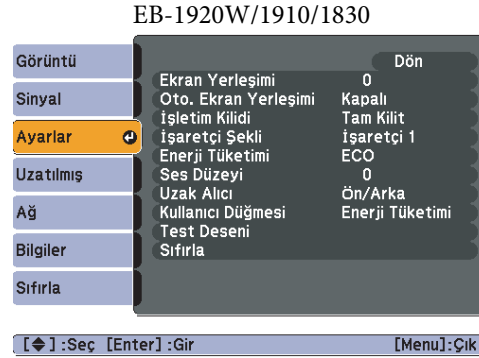 EB-1920W/1910/1830
Görüntü
Sinyal
Ayarlar
Uzatılmış
Ağ
Bilgiler
Sıfırla
Dön
Ekran Yerleşimi 0
Oto. Ekran Yerleşimi Kapalı
İşletim Kilidi Tam Kilit
İşaretçi Şekli İşaretçi 1
Enerji Tüketimi ECO
Ses Düzeyi 0
Uzak Alıcı Ön/Arka
Kullanıcı Düğmesi Enerji Tüketimi
Test Deseni
Sıfırla
[◆] :Seç [Enter] :Gir [Menu]:Çık